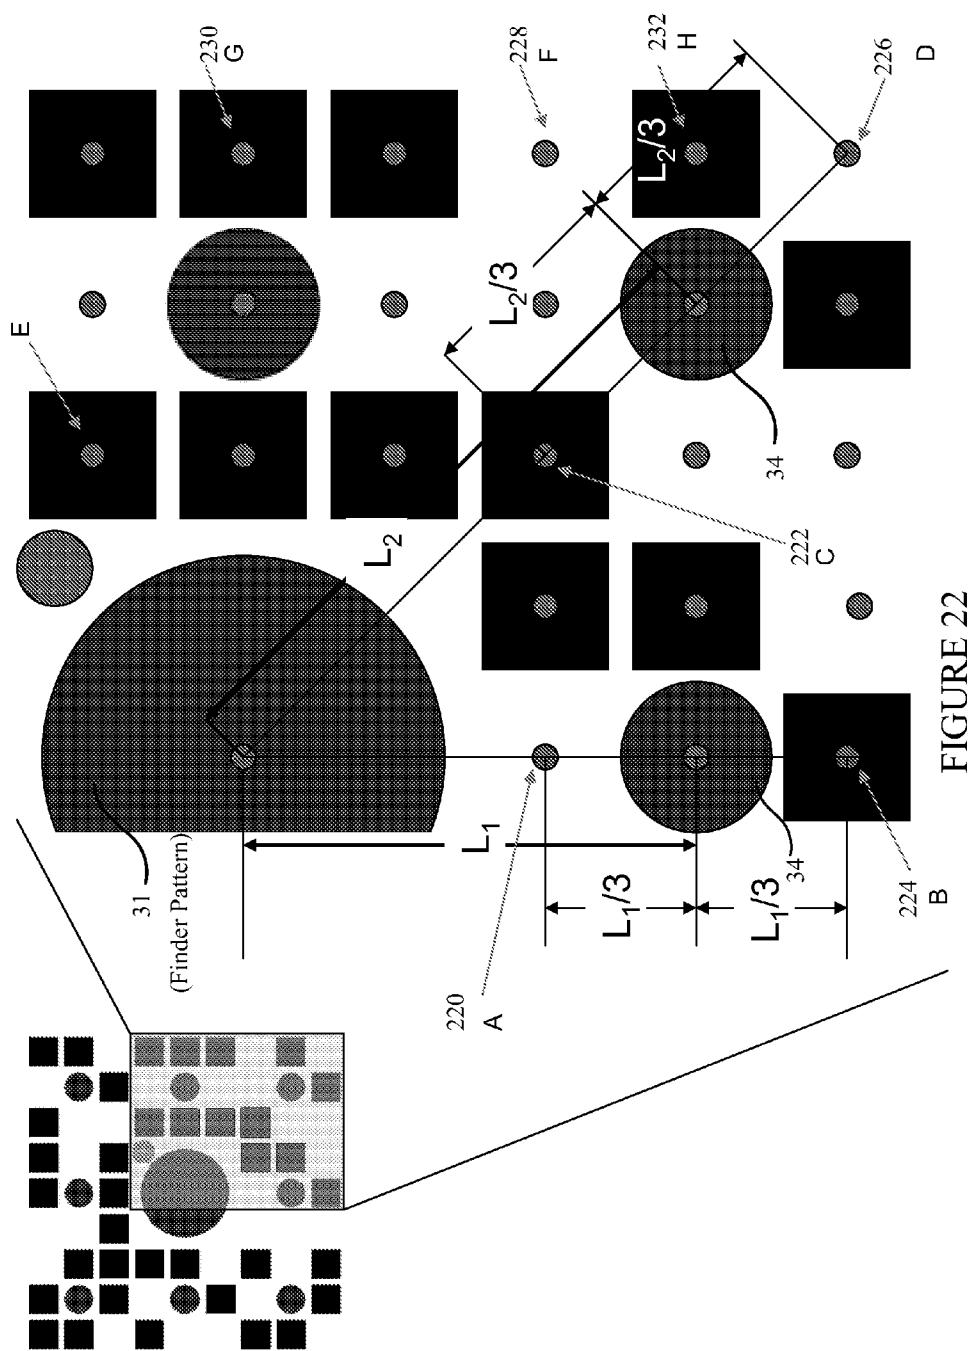 230
G
228
F
232
H
226
D
E
L₂/3
L₂/3
L₂
34
222
C
31
(Finder Pattern)
L₁
L₁/3
L₁/3
34
220
A
224
B
FIGURE 22